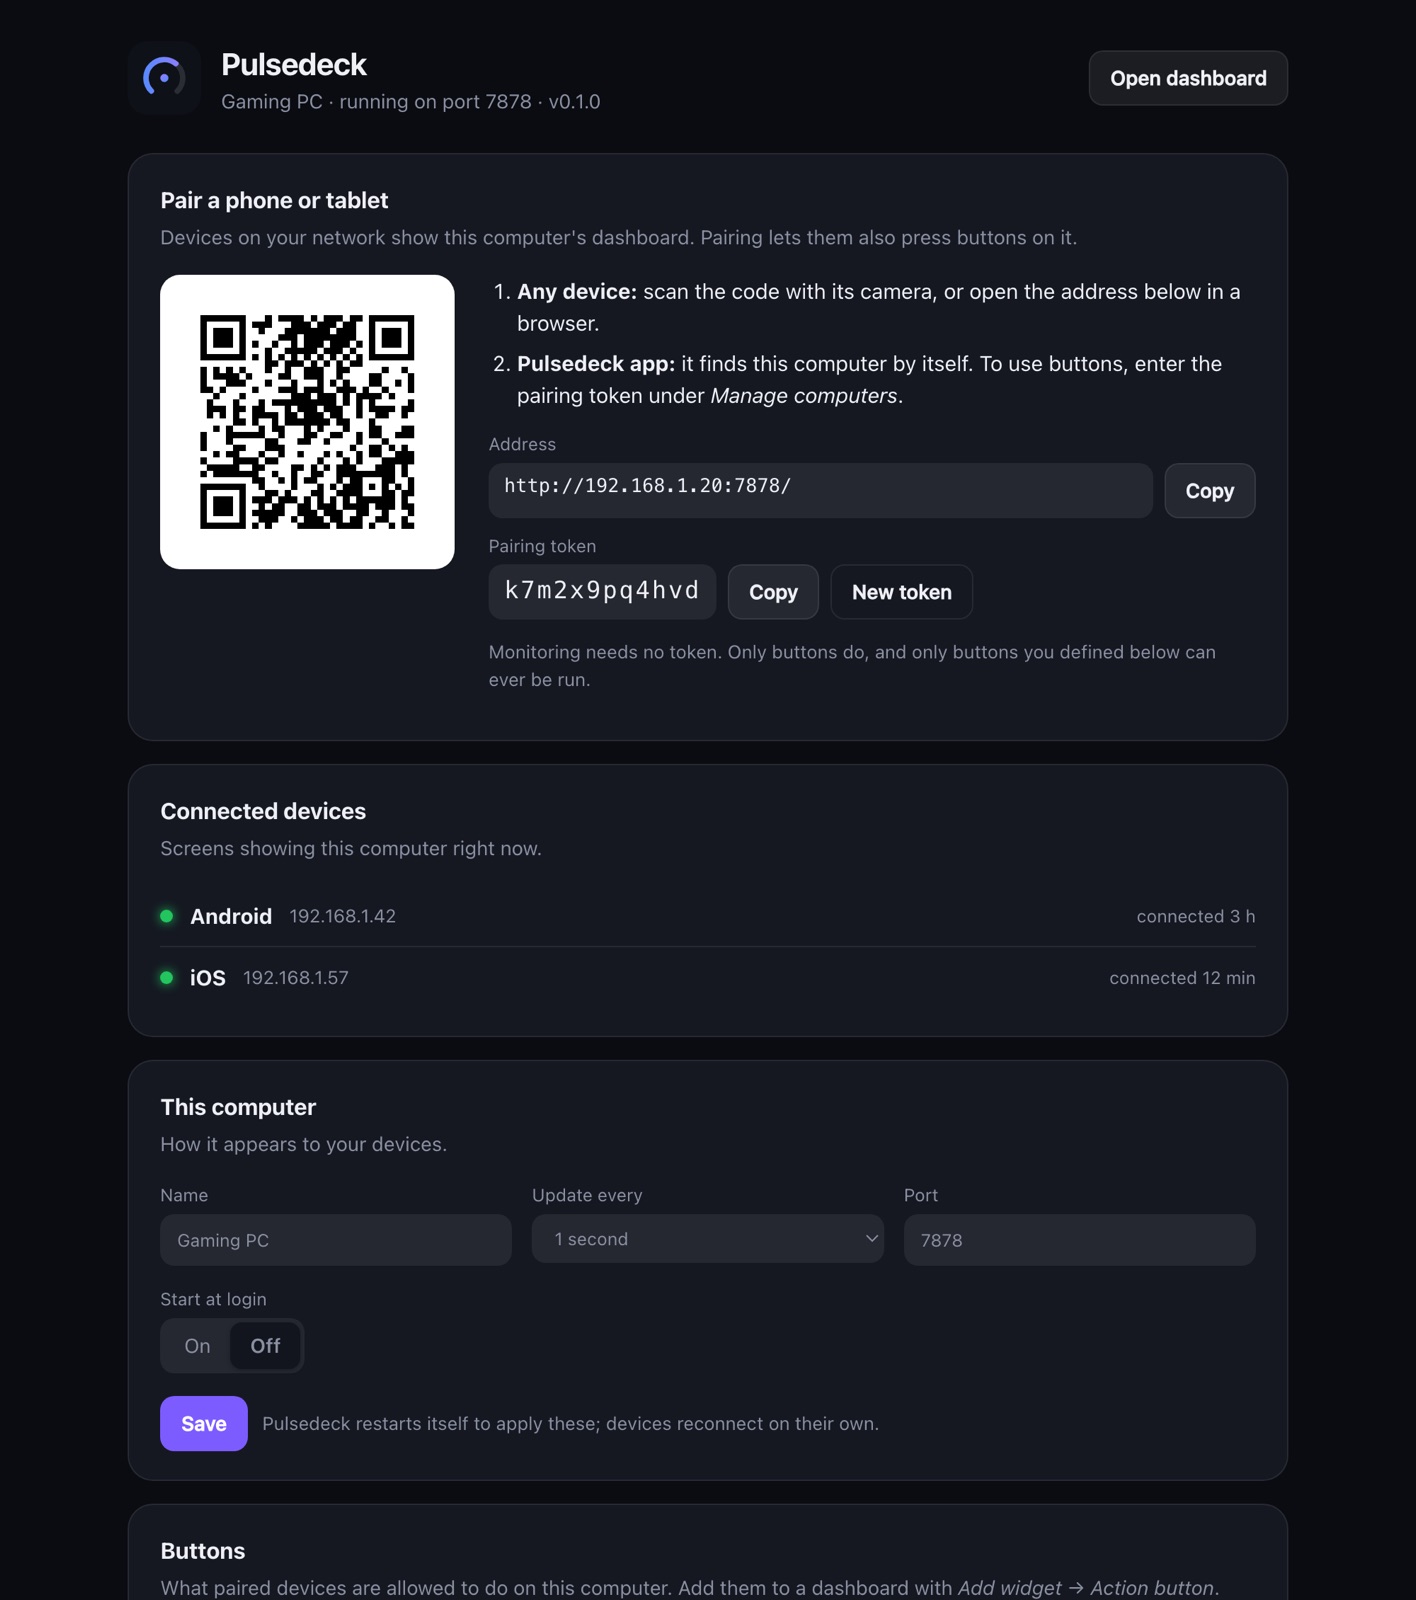 Pulsedeck
Gaming PC · running on port 7878 · v0.1.0
Open dashboard
Pair a phone or tablet
Devices on your network show this computer's dashboard. Pairing lets them also press buttons on it.
1. Any device: scan the code with its camera, or open the address below in a
browser.
2. Pulsedeck app: it finds this computer by itself. To use buttons, enter the
pairing token under Manage computers.
Address
http://192.168.1.20:7878/
Copy
Pairing token
k7m2x9pq4hvd
Copy
New token
Monitoring needs no token. Only buttons do, and only buttons you defined below can
ever be run.
Connected devices
Screens showing this computer right now.
Android 192.168.1.42 connected 3 h
iOS 192.168.1.57 connected 12 min
This computer
How it appears to your devices.
Name Update every Port
Gaming PC 1 second 7878
Start at login
On Off
Save Pulsedeck restarts itself to apply these; devices reconnect on their own.
Buttons
What paired devices are allowed to do on this computer. Add them to a dashboard with Add widget → Action button.